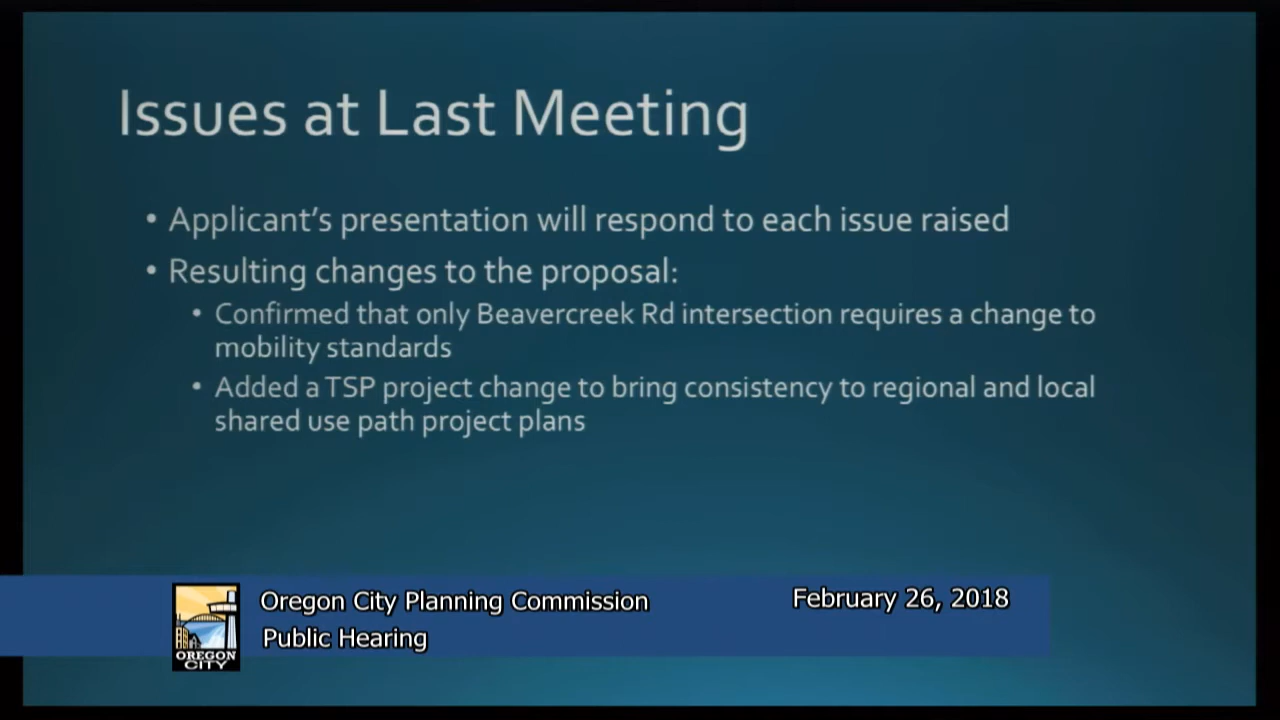 Issues at Last Meeting
• Applicant's presentation will respond to each issue raised
• Resulting changes to the proposal:
• Confirmed that only Beavercreek Rd intersection requires a change to
mobility standards
• Added a TSP project change to bring consistency to regional and local
shared use path project plans
Oregon City Planning Commission
February 26, 2018
Public Hearing
OREGON
CITY